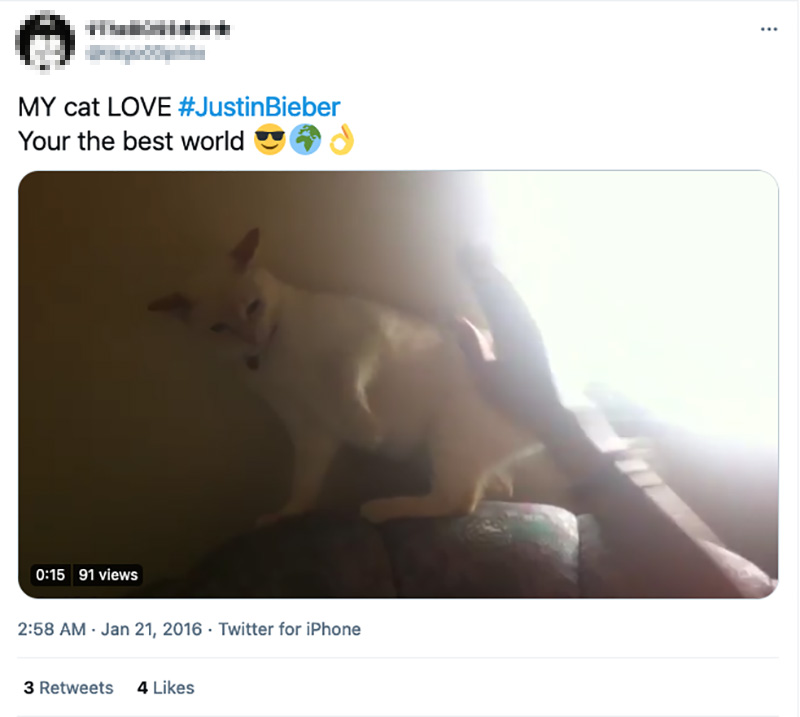 MY cat LOVE #JustinBieber
Your the best world 😎🌍👌
0:15 91 views
2:58 AM · Jan 21, 2016 · Twitter for iPhone
3 Retweets 4 Likes